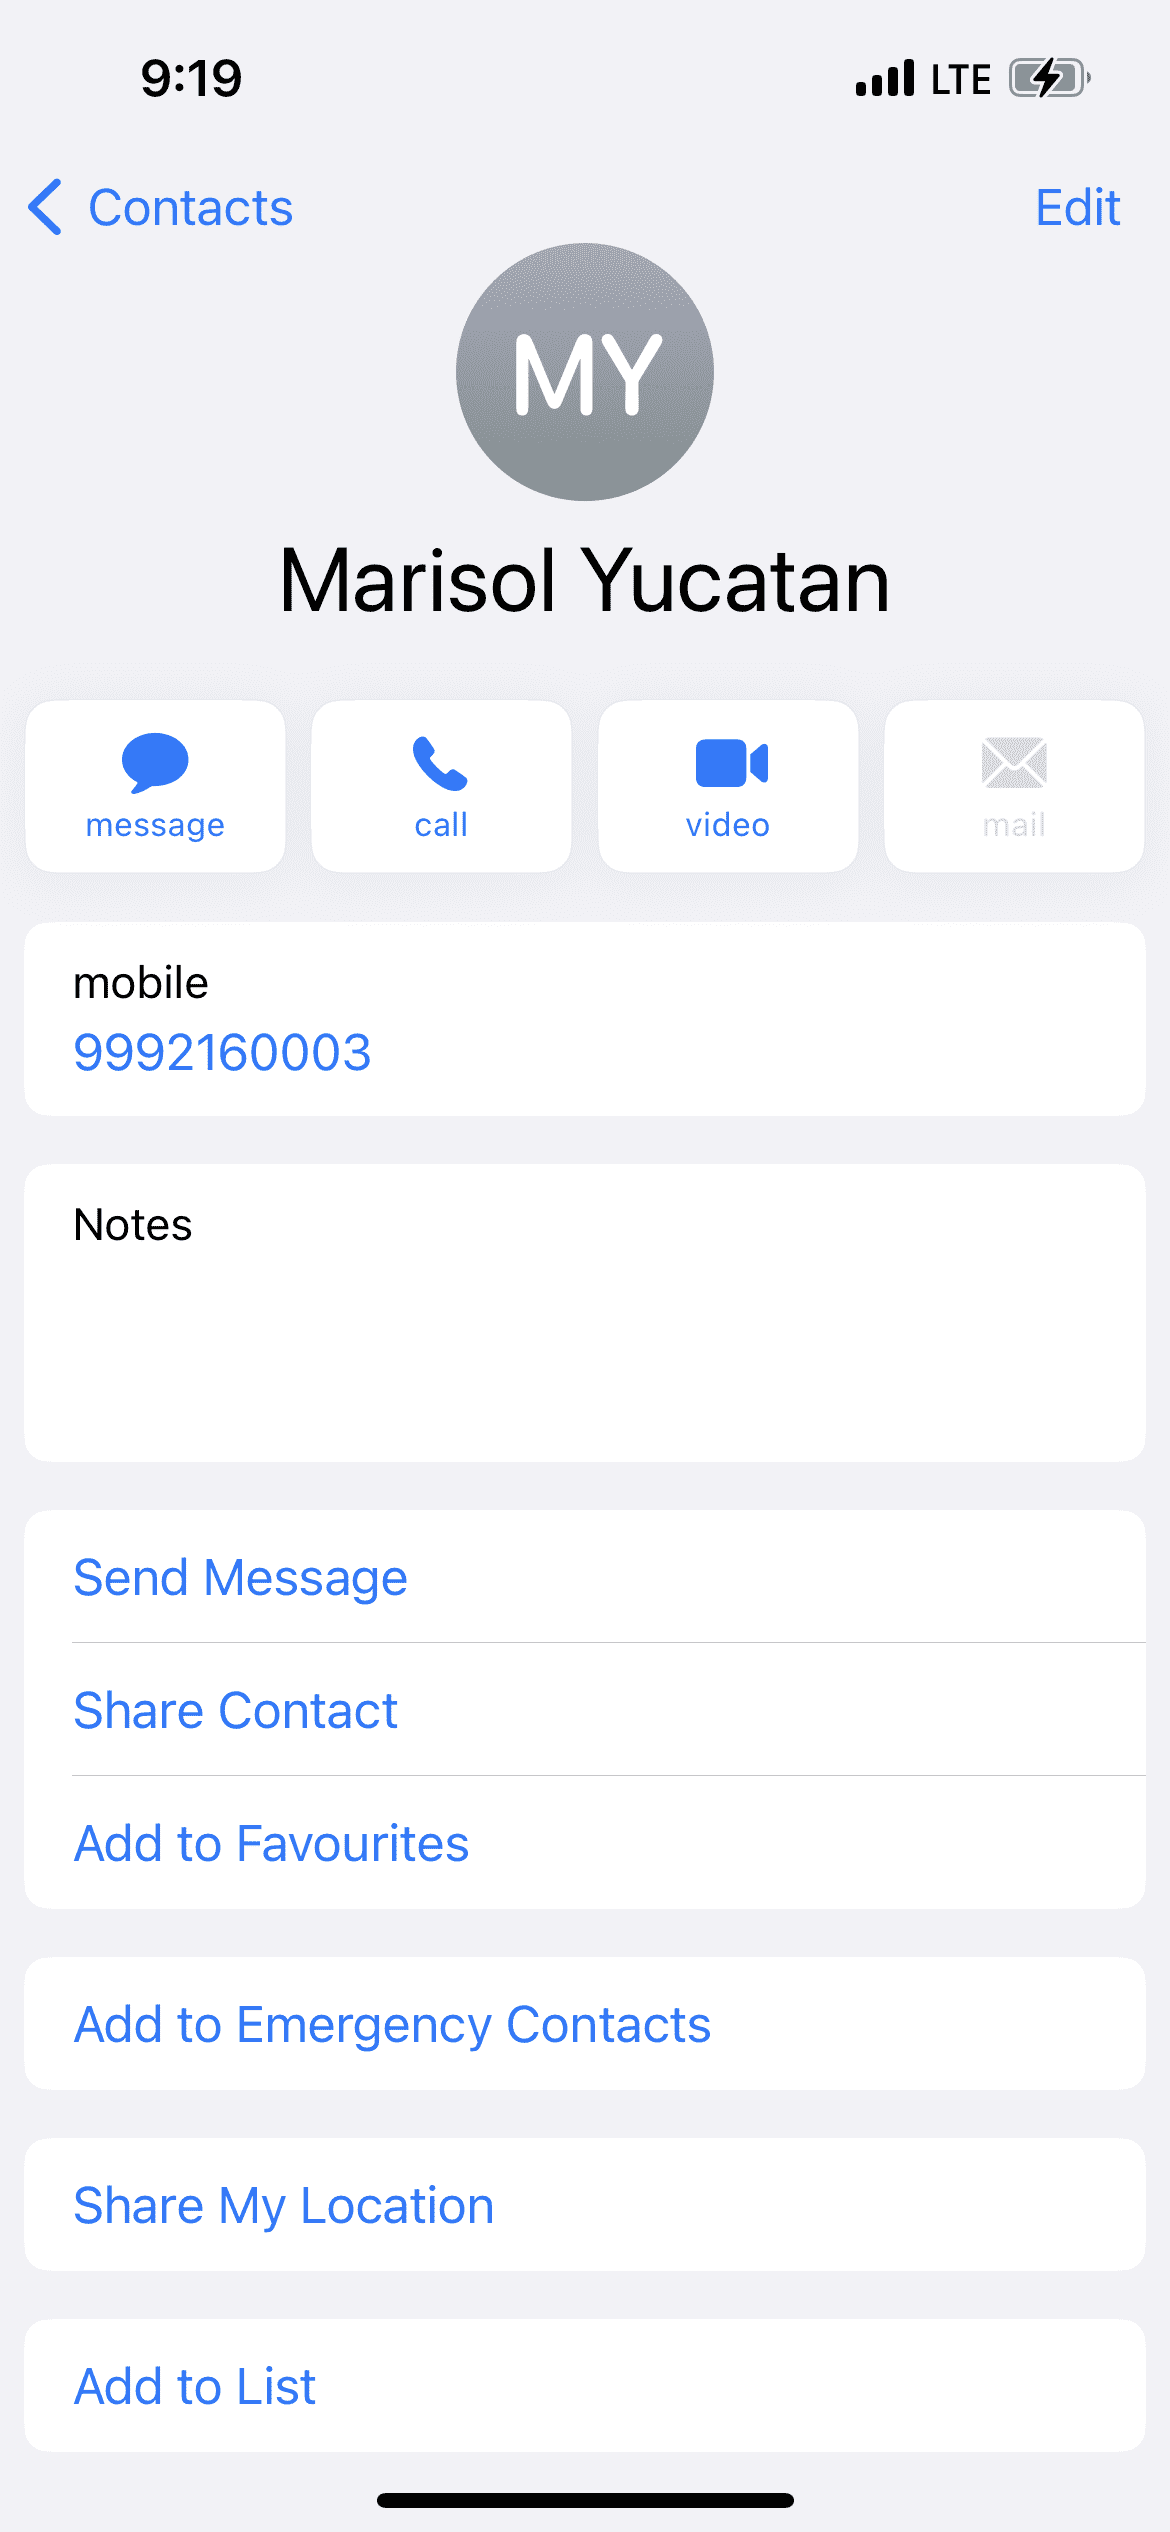 9:19 LTE
Contacts Edit
MY
Marisol Yucatan
message call video mail
mobile
9992160003
Notes
Send Message
Share Contact
Add to Favourites
Add to Emergency Contacts
Share My Location
Add to List